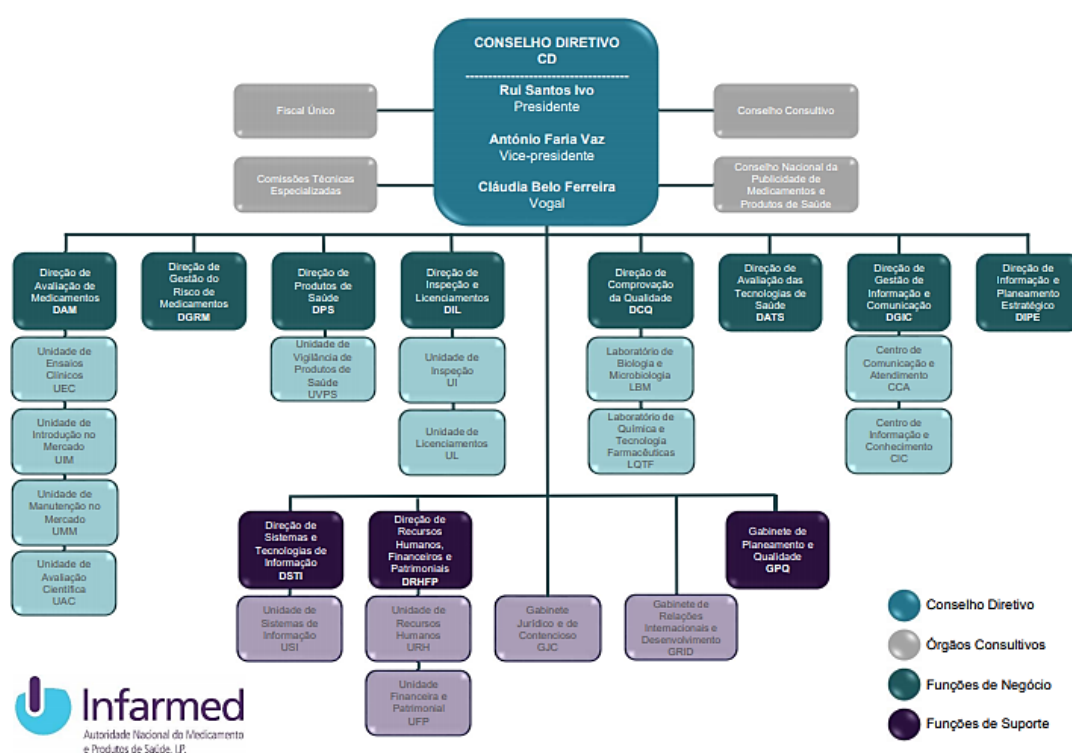 CONSELHO DIRETIVO
CD
Rui Santos Ivo
Presidente
António Faria Vaz
Vice-presidente
Cláudia Belo Ferreira
Vogal
Fiscal Único
Conselho Consultivo
Comissões Técnicas
Especializadas
Conselho Nacional da
Publicidade de
Medicamentos e
Produtos de Saúde
Direção de
Avaliação de
Medicamentos
DAM
Direção de
Gestão do
Risco de
Medicamentos
DGRM
Direção de
Produtos de
Saúde
DPS
Direção de
Inspeção e
Licenciamentos
DIL
Direção de
Comprovação
da Qualidade
DCQ
Direção de
Avaliação das
Tecnologias de
Saúde
DATS
Direção de
Gestão de
Informação e
Comunicação
DGIC
Direção de
Informação e
Planeamento
Estratégico
DIPE
Unidade de
Ensaios
Clínicos
UEC
Unidade de
Vigilância de
Produtos de
Saúde
UVPS
Unidade de
Inspeção
UI
Laboratório de
Biologia e
Microbiologia
LBM
Centro de
Comunicação e
Atendimento
CCA
Unidade de
Introdução no
Mercado
UIM
Unidade de
Licenciamentos
UL
Laboratório de
Química e
Tecnologia
Farmacêuticas
LQTF
Centro de
Informação e
Conhecimento
CIC
Unidade de
Manutenção no
Mercado
UMM
Unidade de
Avaliação
Científica
UAC
Direção de
Sistemas e
Tecnologias de
Informação
DSTI
Direção de
Recursos
Humanos,
Financeiros e
Patrimoniais
DRHFP
Gabinete de
Planeamento e
Qualidade
GPQ
Unidade de
Sistemas de
Informação
USI
Unidade de
Recursos
Humanos
URH
Gabinete
Jurídico e de
Contencioso
GJC
Gabinete de
Relações
Internacionais e
Desenvolvimento
GRID
Unidade
Financeira e
Patrimonial
UFP
Conselho Diretivo
Órgãos Consultivos
Funções de Negócio
Funções de Suporte
Infarmed
Autoridade Nacional do Medicamento
e Produtos de Saúde, I.P.